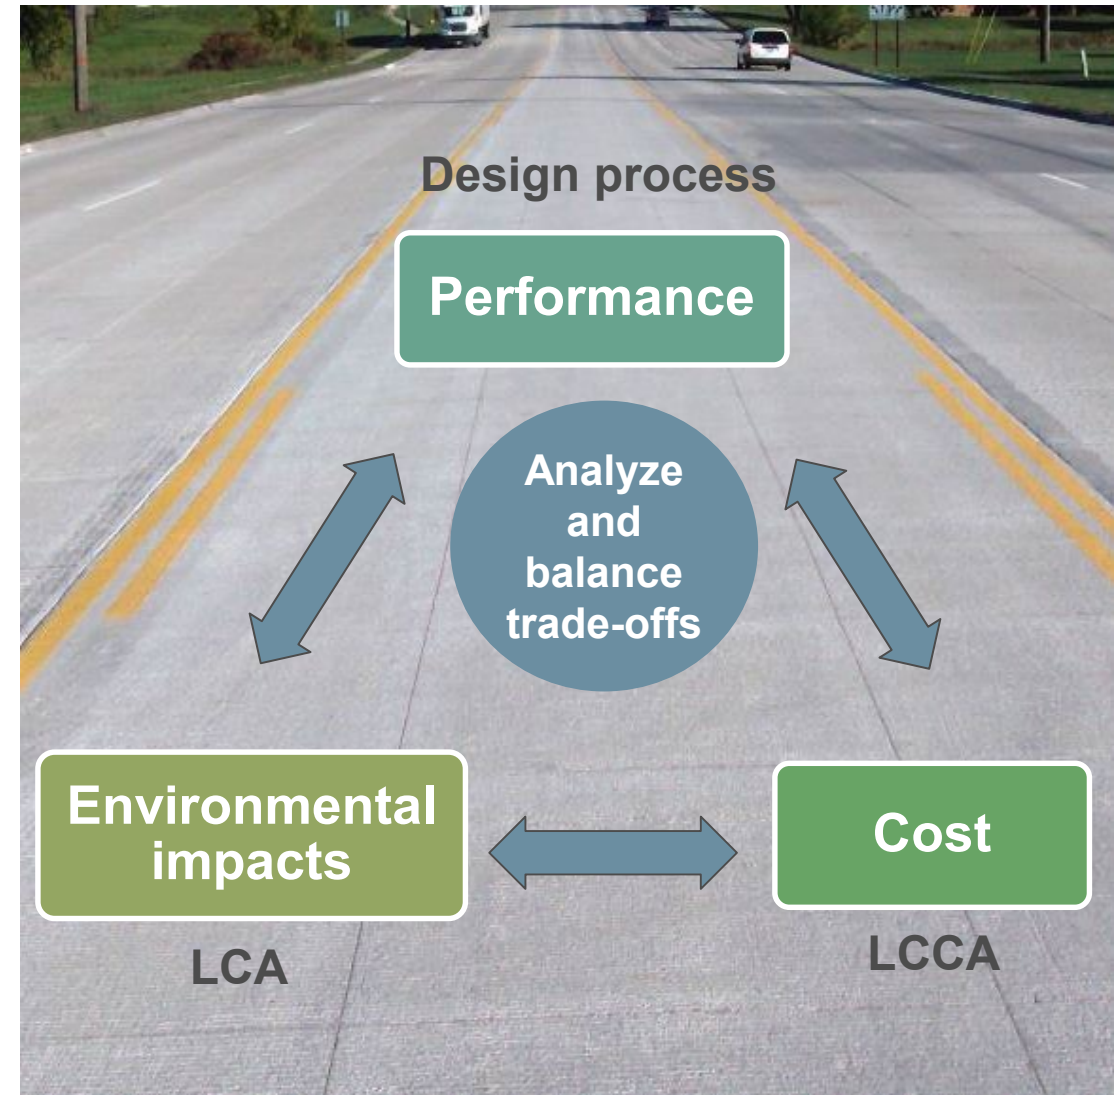 Design process
Performance
Analyze
and
balance
trade-offs
Environmental
impacts
Cost
LCA
LCCA